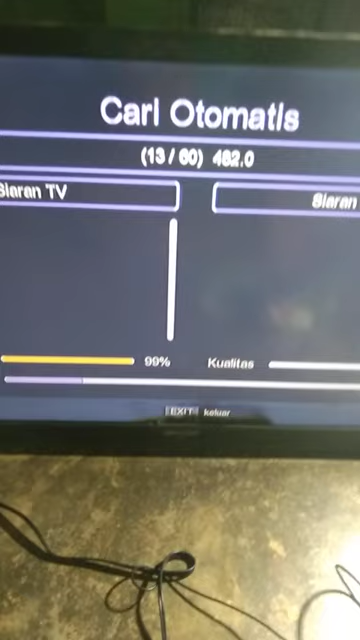 Cari Otomatis
(13 / 60) 482.0
Siaran TV
Siaran
99% Kualitas
EXIT keluar